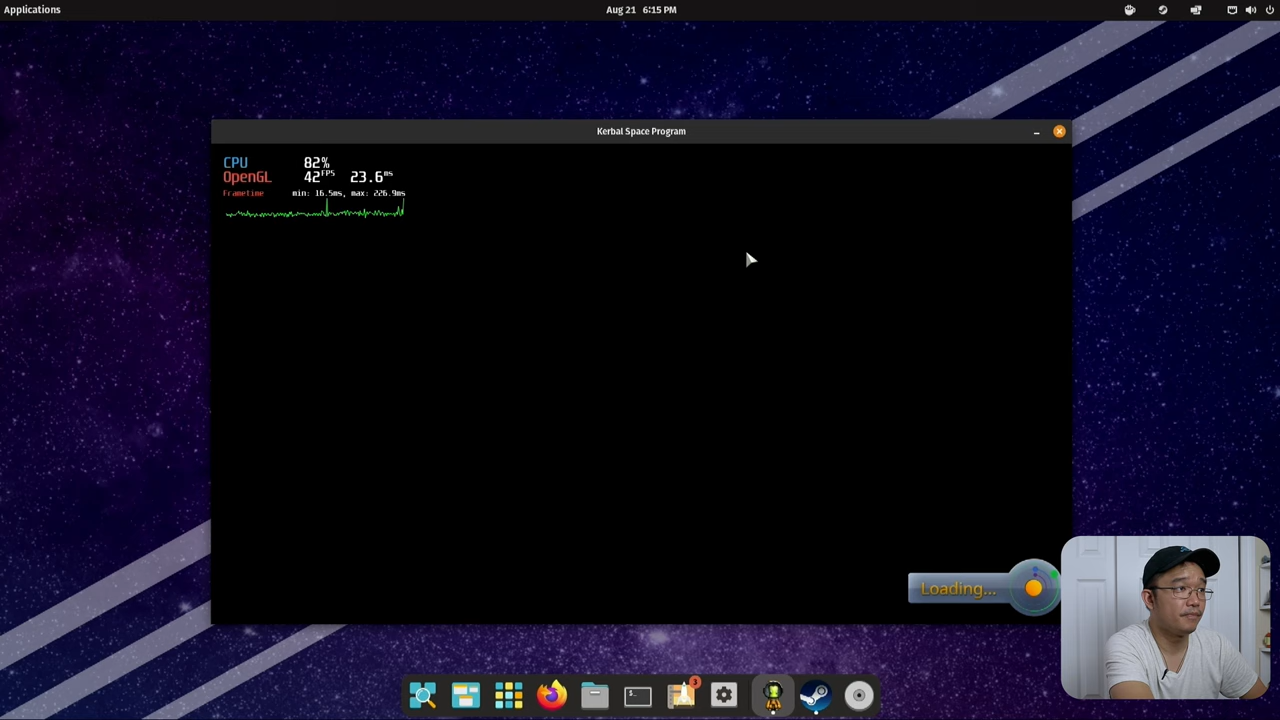 Applications
Aug 21 6:15 PM
Kerbal Space Program
CPU 82%
OpenGL 42FPS 23.6ms
Frametime min: 16.5ms, max: 226.9ms
Loading...
$_
3